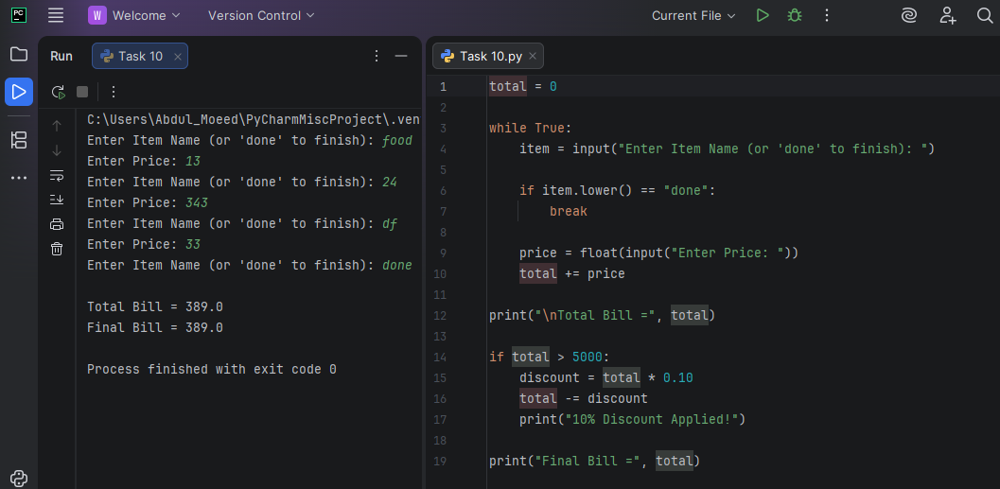 PC W Welcome Version Control Current File
Run Task 10
C:\Users\Abdul_Moeed\PyCharmMiscProject\.ven
Enter Item Name (or 'done' to finish): food
Enter Price: 13
Enter Item Name (or 'done' to finish): 24
Enter Price: 343
Enter Item Name (or 'done' to finish): df
Enter Price: 33
Enter Item Name (or 'done' to finish): done
Total Bill = 389.0
Final Bill = 389.0
Process finished with exit code 0
Task 10.py
1 total = 0
2
3 while True:
4     item = input("Enter Item Name (or 'done' to finish): ")
5
6     if item.lower() == "done":
7         break
8
9     price = float(input("Enter Price: "))
10     total += price
11
12 print("\nTotal Bill =", total)
13
14 if total > 5000:
15     discount = total * 0.10
16     total -= discount
17     print("10% Discount Applied!")
18
19 print("Final Bill =", total)